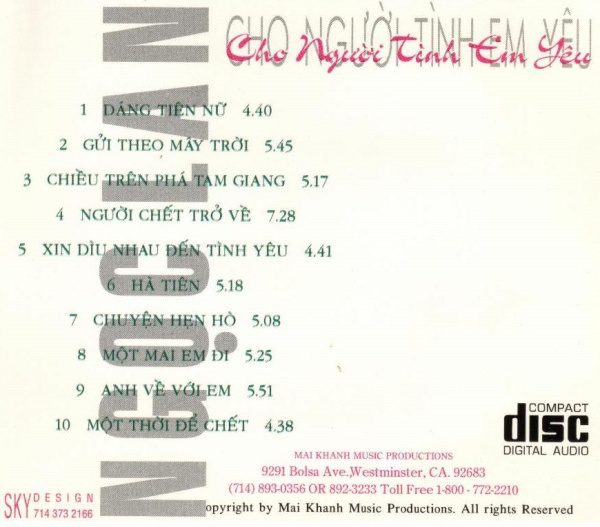 CHO NGƯỜI TÌNH EM YÊU
Cho Người Tình Em Yêu
NGỌC LAN
1 DÁNG TIÊN NỮ 4.40
2 GỬI THEO MÂY TRỜI 5.45
3 CHIỀU TRÊN PHÁ TAM GIANG 5.17
4 NGƯỜI CHẾT TRỞ VỀ 7.28
5 XIN DÌU NHAU ĐẾN TÌNH YÊU 4.41
6 HÀ TIÊN 5.18
7 CHUYỆN HẸN HÒ 5.08
8 MỘT MAI EM ĐI 5.25
9 ANH VỀ VỚI EM 5.51
10 MỘT THỜI ĐỂ CHẾT 4.38
COMPACT
disc
DIGITAL AUDIO
MAI KHANH MUSIC PRODUCTIONS
9291 Bolsa Ave.,Westminster, CA. 92683
(714) 893-0356 OR 892-3233 Toll Free 1-800 - 772-2210
opyright by Mai Khanh Music Productions. All rights Reserved
SKY DESIGN
714 373 2166